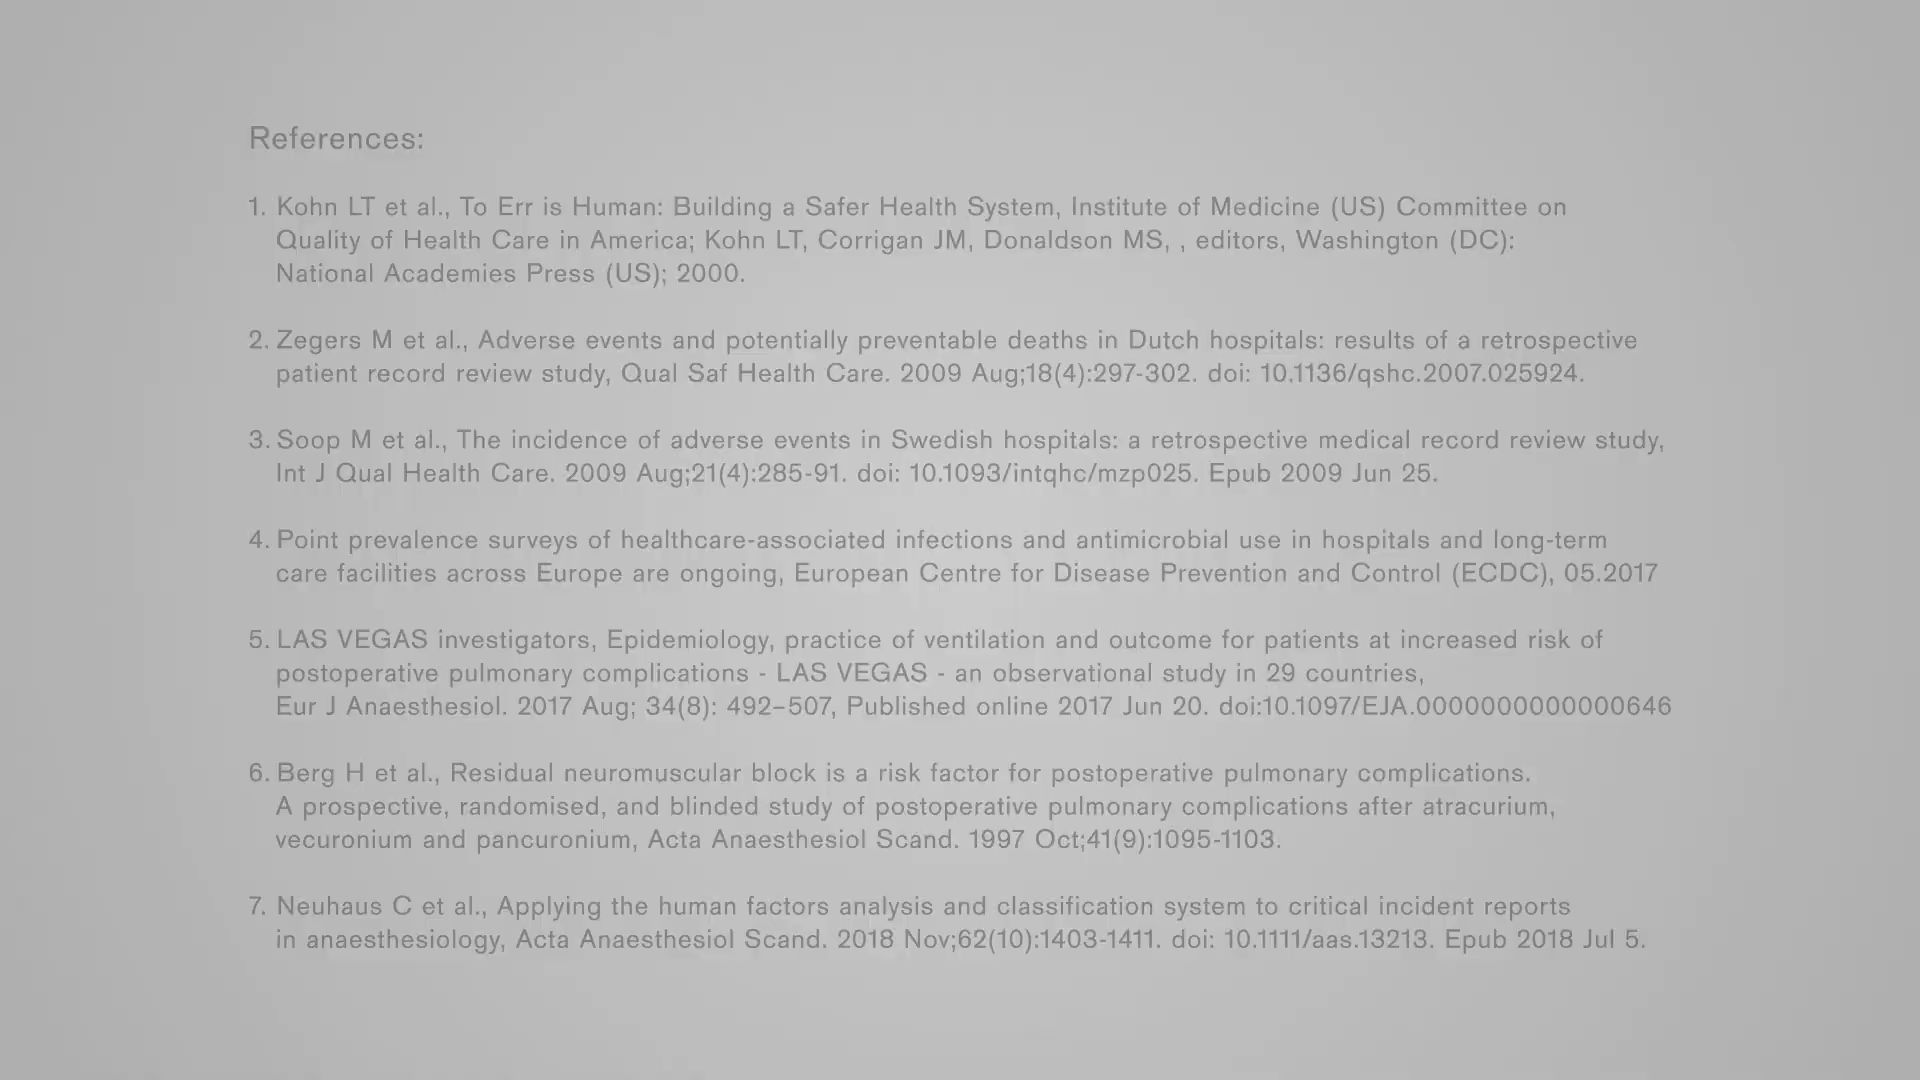 References:
1. Kohn LT et al., To Err is Human: Building a Safer Health System, Institute of Medicine (US) Committee on
Quality of Health Care in America; Kohn LT, Corrigan JM, Donaldson MS, , editors, Washington (DC):
National Academies Press (US); 2000.
2. Zegers M et al., Adverse events and potentially preventable deaths in Dutch hospitals: results of a retrospective
patient record review study, Qual Saf Health Care. 2009 Aug;18(4):297-302. doi: 10.1136/qshc.2007.025924.
3. Soop M et al., The incidence of adverse events in Swedish hospitals: a retrospective medical record review study,
Int J Qual Health Care. 2009 Aug;21(4):285-91. doi: 10.1093/intqhc/mzp025. Epub 2009 Jun 25.
4. Point prevalence surveys of healthcare-associated infections and antimicrobial use in hospitals and long-term
care facilities across Europe are ongoing, European Centre for Disease Prevention and Control (ECDC), 05.2017
5. LAS VEGAS investigators, Epidemiology, practice of ventilation and outcome for patients at increased risk of
postoperative pulmonary complications - LAS VEGAS - an observational study in 29 countries,
Eur J Anaesthesiol. 2017 Aug; 34(8): 492–507, Published online 2017 Jun 20. doi:10.1097/EJA.0000000000000646
6. Berg H et al., Residual neuromuscular block is a risk factor for postoperative pulmonary complications.
A prospective, randomised, and blinded study of postoperative pulmonary complications after atracurium,
vecuronium and pancuronium, Acta Anaesthesiol Scand. 1997 Oct;41(9):1095-1103.
7. Neuhaus C et al., Applying the human factors analysis and classification system to critical incident reports
in anaesthesiology, Acta Anaesthesiol Scand. 2018 Nov;62(10):1403-1411. doi: 10.1111/aas.13213. Epub 2018 Jul 5.